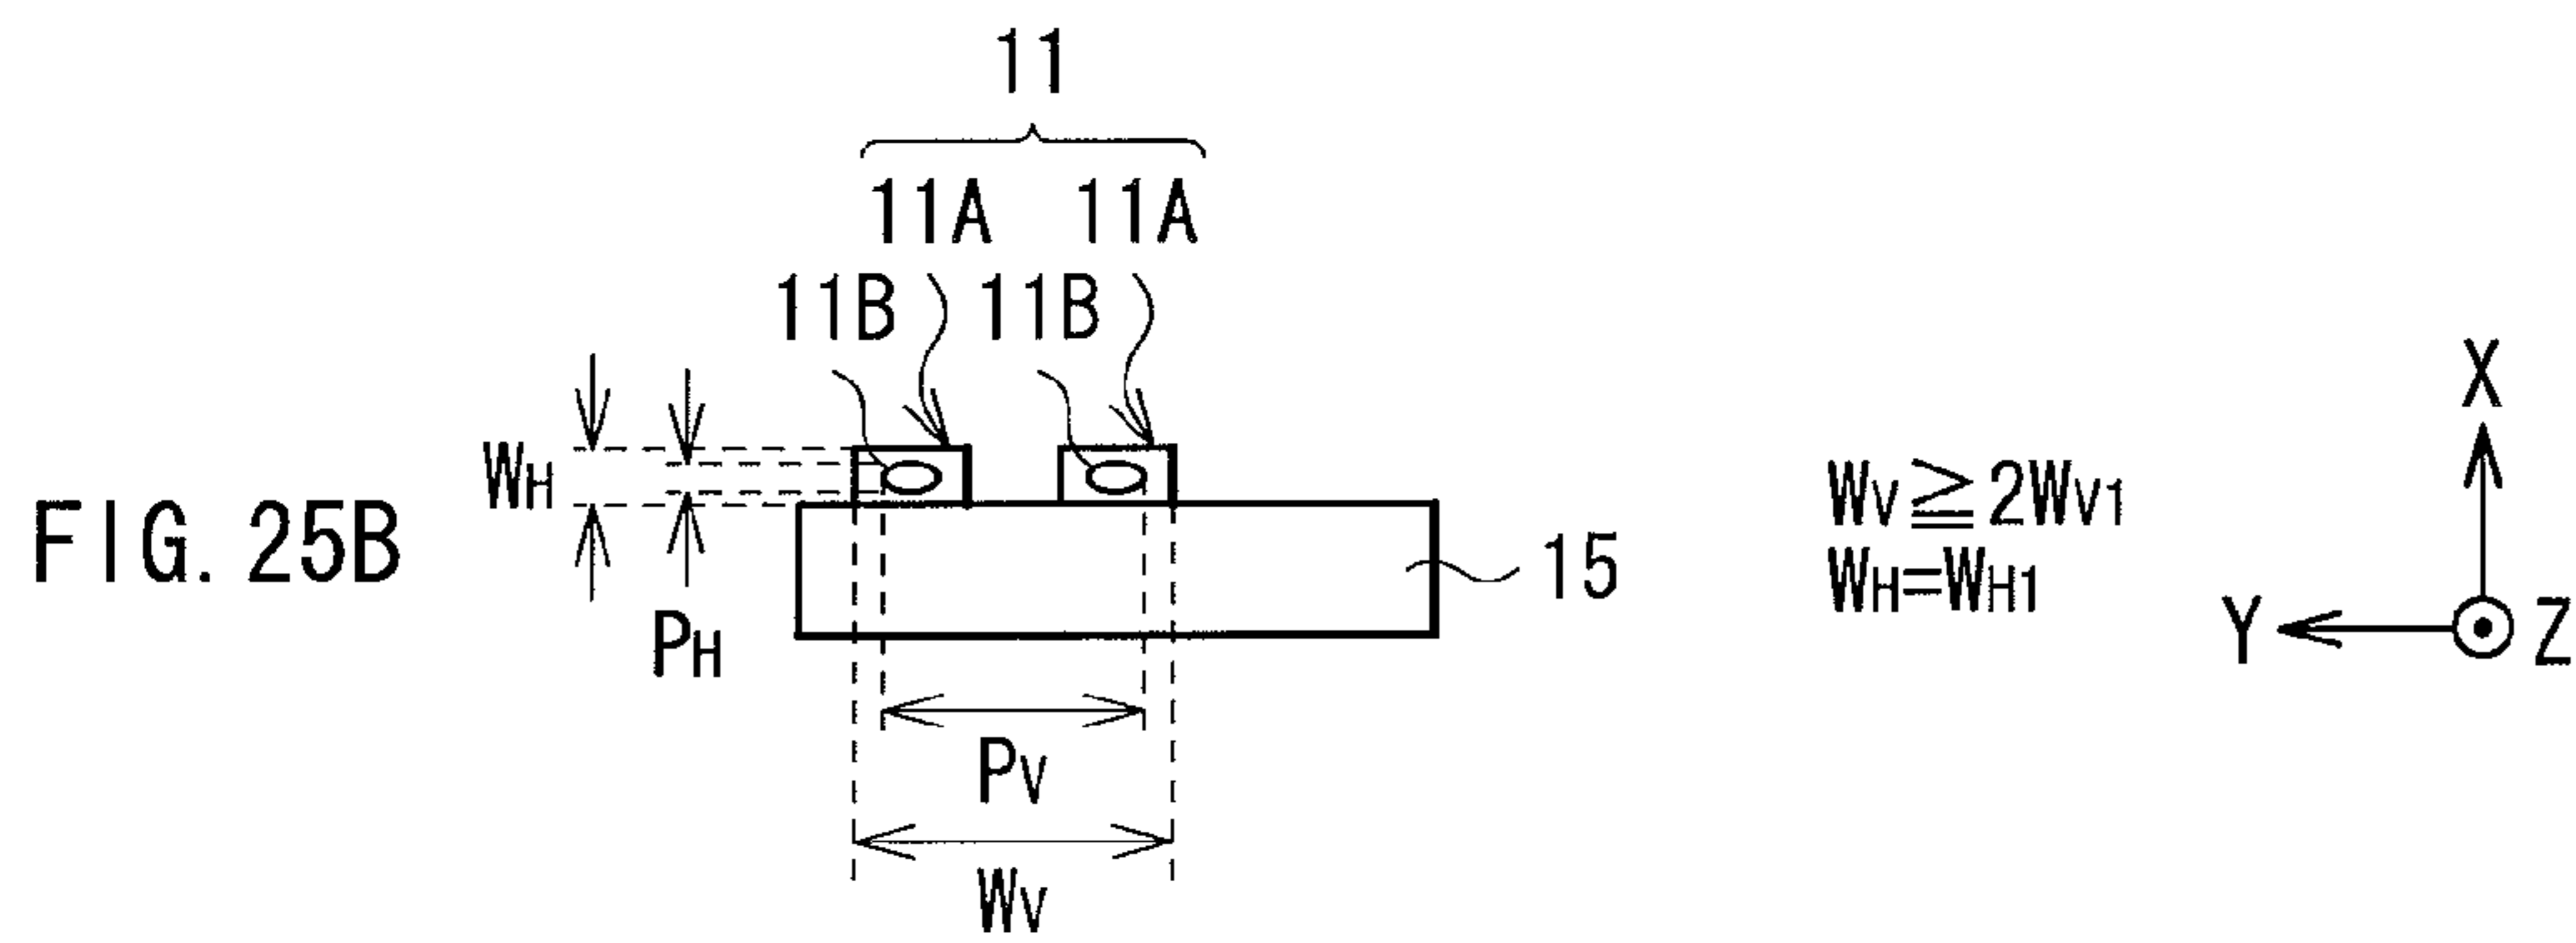 11
11A 11A
11B 11B
X
WH
WV≧2WV1
FIG. 25B
15
WH=WH1
PH
Y Z
PV
WV